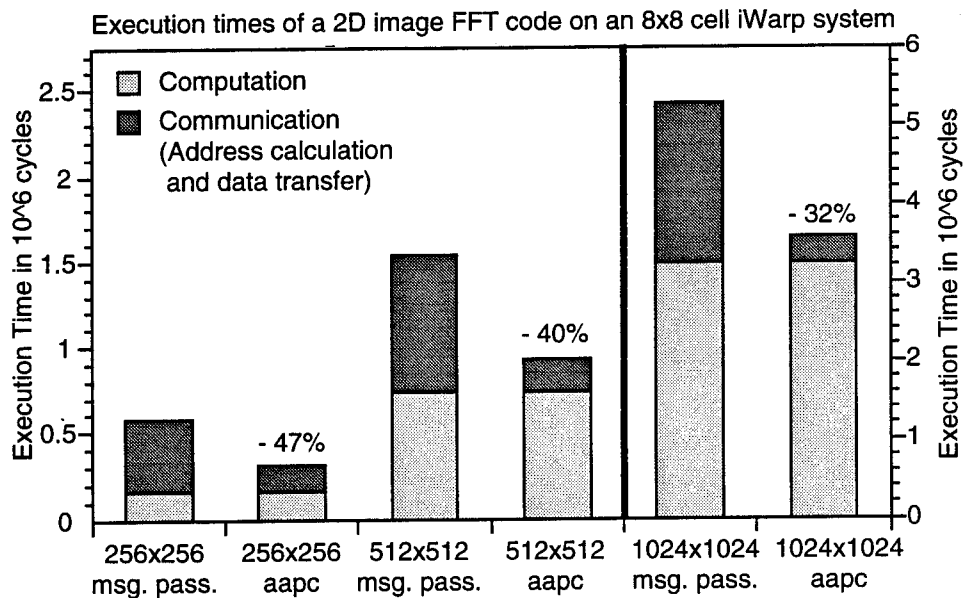 Execution times of a 2D image FFT code on an 8x8 cell iWarp system
Execution Time in 10^6 cycles
2.5
2
1.5
1
0.5
0
Computation
Communication
(Address calculation
and data transfer)
- 47%
- 40%
- 32%
6
5
4
3
2
1
0
Execution Time in 10^6 cycles
256x256 256x256 512x512 512x512 1024x1024 1024x1024
msg. pass. aapc msg. pass. aapc msg. pass. aapc